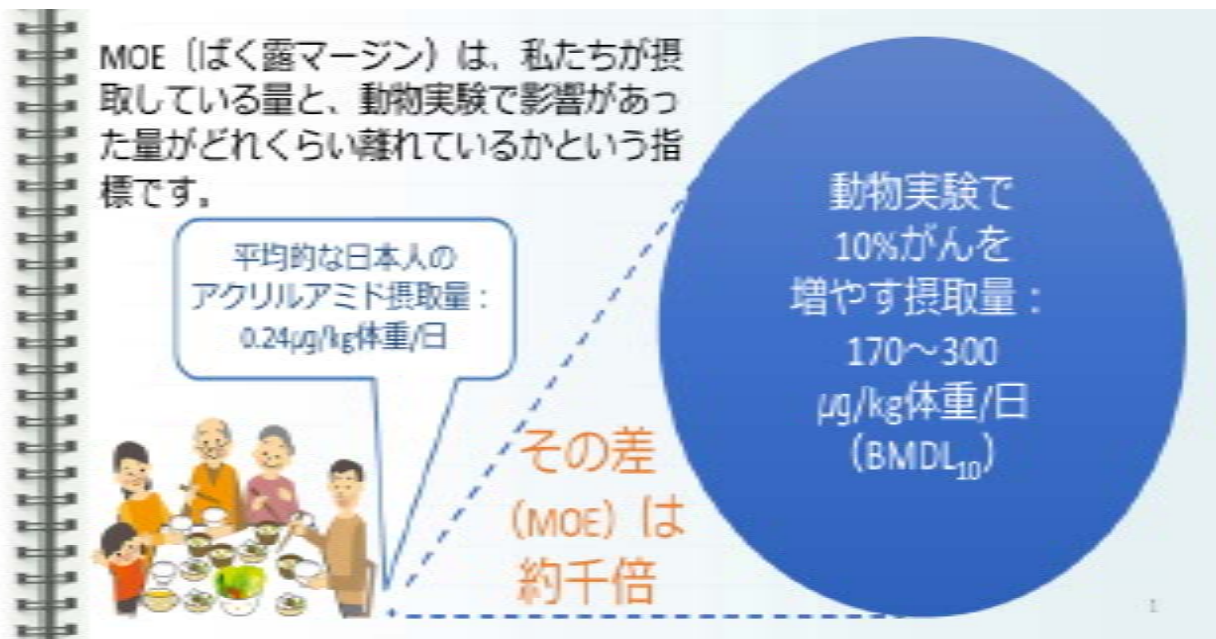 MOE（ばく露マージン）は、私たちが摂
取している量と、動物実験で影響があっ
た量がどれくらい離れているかという指
標です。
平均的な日本人の
アクリルアミド摂取量：
0.24μg/kg体重/日
動物実験で
10%がんを
増やす摂取量：
170～300
μg/kg体重/日
（BMDL10）
その差
（MOE）は
約千倍
1